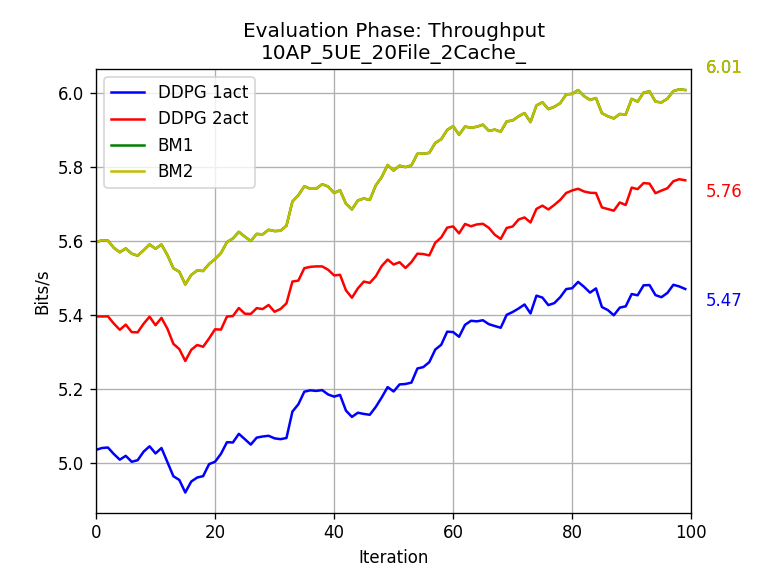 Evaluation Phase: Throughput
10AP_5UE_20File_2Cache_
6.01
5.76
5.47
DDPG 1act
DDPG 2act
BM1
BM2
6.0
5.8
5.6
5.4
5.2
5.0
Bits/s
0
20
40
60
80
100
Iteration